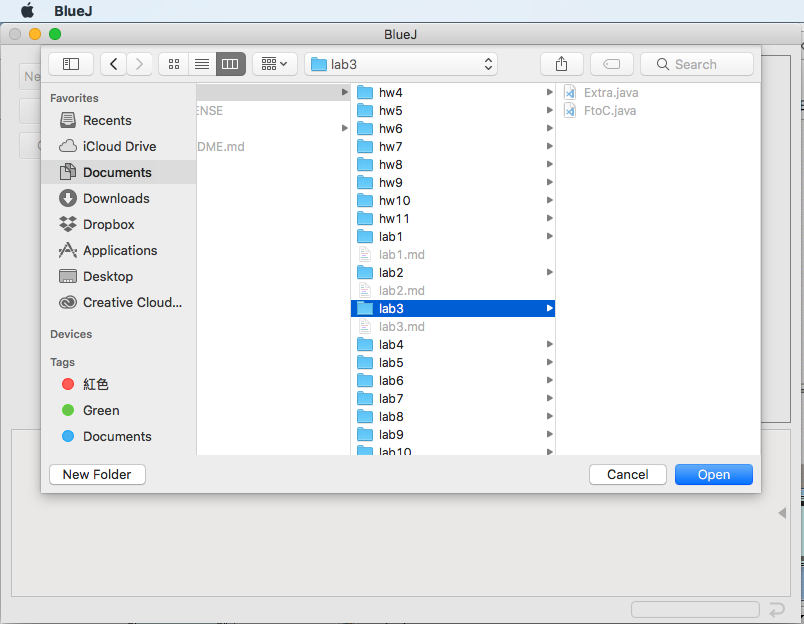 BlueJ
BlueJ
lab3
Search
Favorites
Recents
iCloud Drive
Documents
Downloads
Dropbox
Applications
Desktop
Creative Cloud...
Devices
Tags
紅色
Green
Documents
ENSE
DME.md
hw4
hw5
hw6
hw7
hw8
hw9
hw10
hw11
lab1
lab1.md
lab2
lab2.md
lab3
lab3.md
lab4
lab5
lab6
lab7
lab8
lab9
lab10
Extra.java
FtoC.java
Ne
New Folder
Cancel
Open